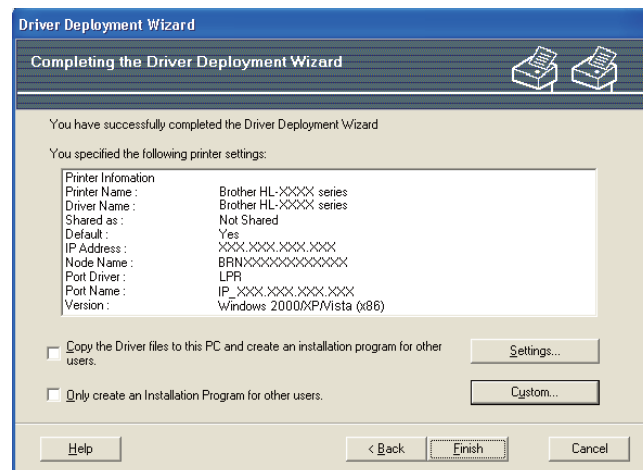 Driver Deployment Wizard
Completing the Driver Deployment Wizard
You have successfully completed the Driver Deployment Wizard
You specified the following printer settings:
Printer Infomation
Printer Name : Brother HL-XXXX series
Driver Name : Brother HL-XXXX series
Shared as : Not Shared
Default : Yes
IP Address : XXX.XXX.XXX.XXX
Node Name : BRNXXXXXXXXXXXX
Port Driver : LPR
Port Name : IP_XXX.XXX.XXX.XXX
Version : Windows 2000/XP/Vista (x86)
Copy the Driver files to this PC and create an installation program for other
users.
Settings...
Only create an Installation Program for other users.
Custom...
Help
< Back
Finish
Cancel